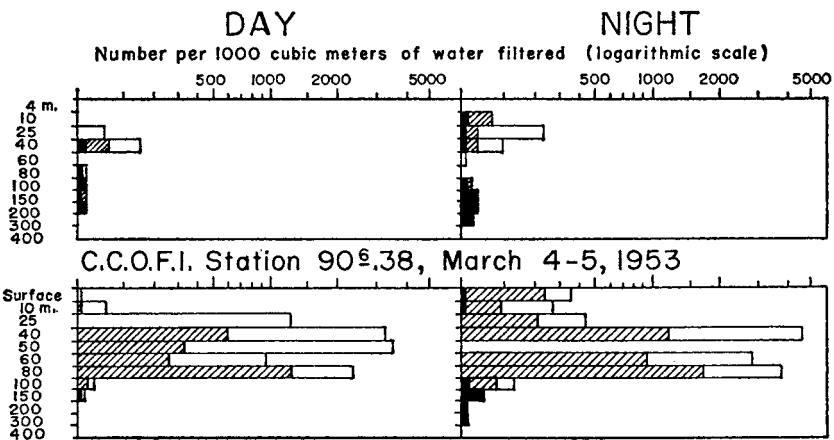 DAY NIGHT
Number per 1000 cubic meters of water filtered (logarithmic scale)
500 1000 2000 5000 500 1000 2000 5000
4 m.
10
25
40
60
80
100
150
200
300
400
C.C.O.F.I. Station 90⁶.38, March 4-5, 1953
Surface
10 m.
25
40
50
60
80
100
150
200
300
400